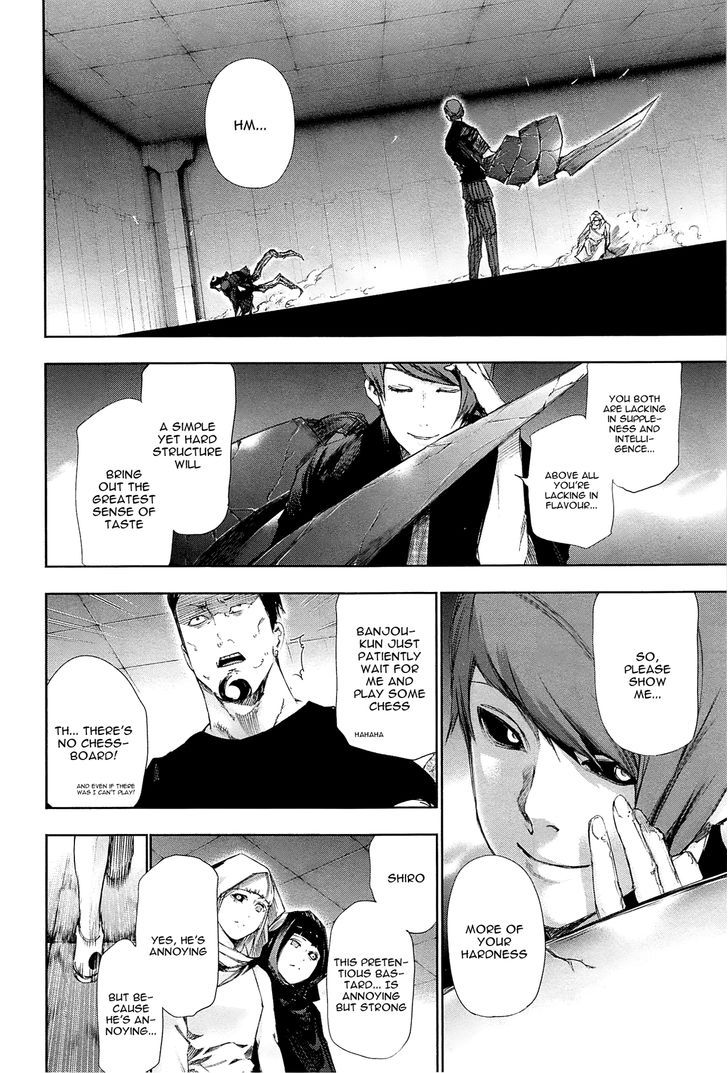 HM...
YOU BOTH
ARE LACKING
IN SUPPLE-
NESS AND
INTELLI-
GENCE...
ABOVE ALL
YOU'RE
LACKING IN
FLAVOUR...
A SIMPLE
YET HARD
STRUCTURE
WILL
BRING
OUT THE
GREATEST
SENSE OF
TASTE
SO,
PLEASE
SHOW
ME...
MORE OF
YOUR
HARDNESS
BANJOU-
KUN JUST
PATIENTLY
WAIT FOR
ME AND
PLAY SOME
CHESS
HAHAHA
TH... THERE'S
NO CHESS-
BOARD!
AND EVEN IF THERE
WAS I CAN'T PLAY!
SHIRO
THIS PRETEN-
TIOUS BAS-
TARD... IS
ANNOYING
BUT STRONG
YES, HE'S
ANNOYING
BUT BE-
CAUSE
HE'S AN-
NOYING...